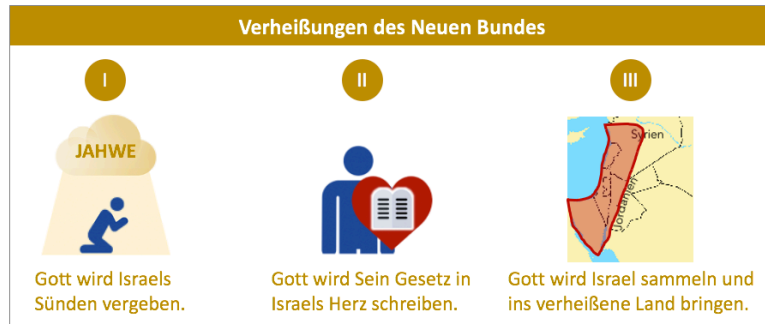 Verheißungen des Neuen Bundes
I
II
III
JAHWE
Syrien
Jordanien
Gott wird Israels
Sünden vergeben.
Gott wird Sein Gesetz in
Israels Herz schreiben.
Gott wird Israel sammeln und
ins verheißene Land bringen.